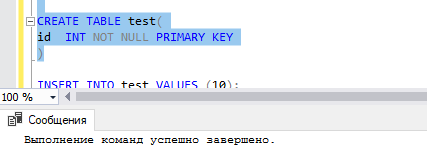 CREATE TABLE test(
id  INT NOT NULL PRIMARY KEY
)
INSERT INTO test VALUES (10);
100 %
Сообщения
Выполнение команд успешно завершено.